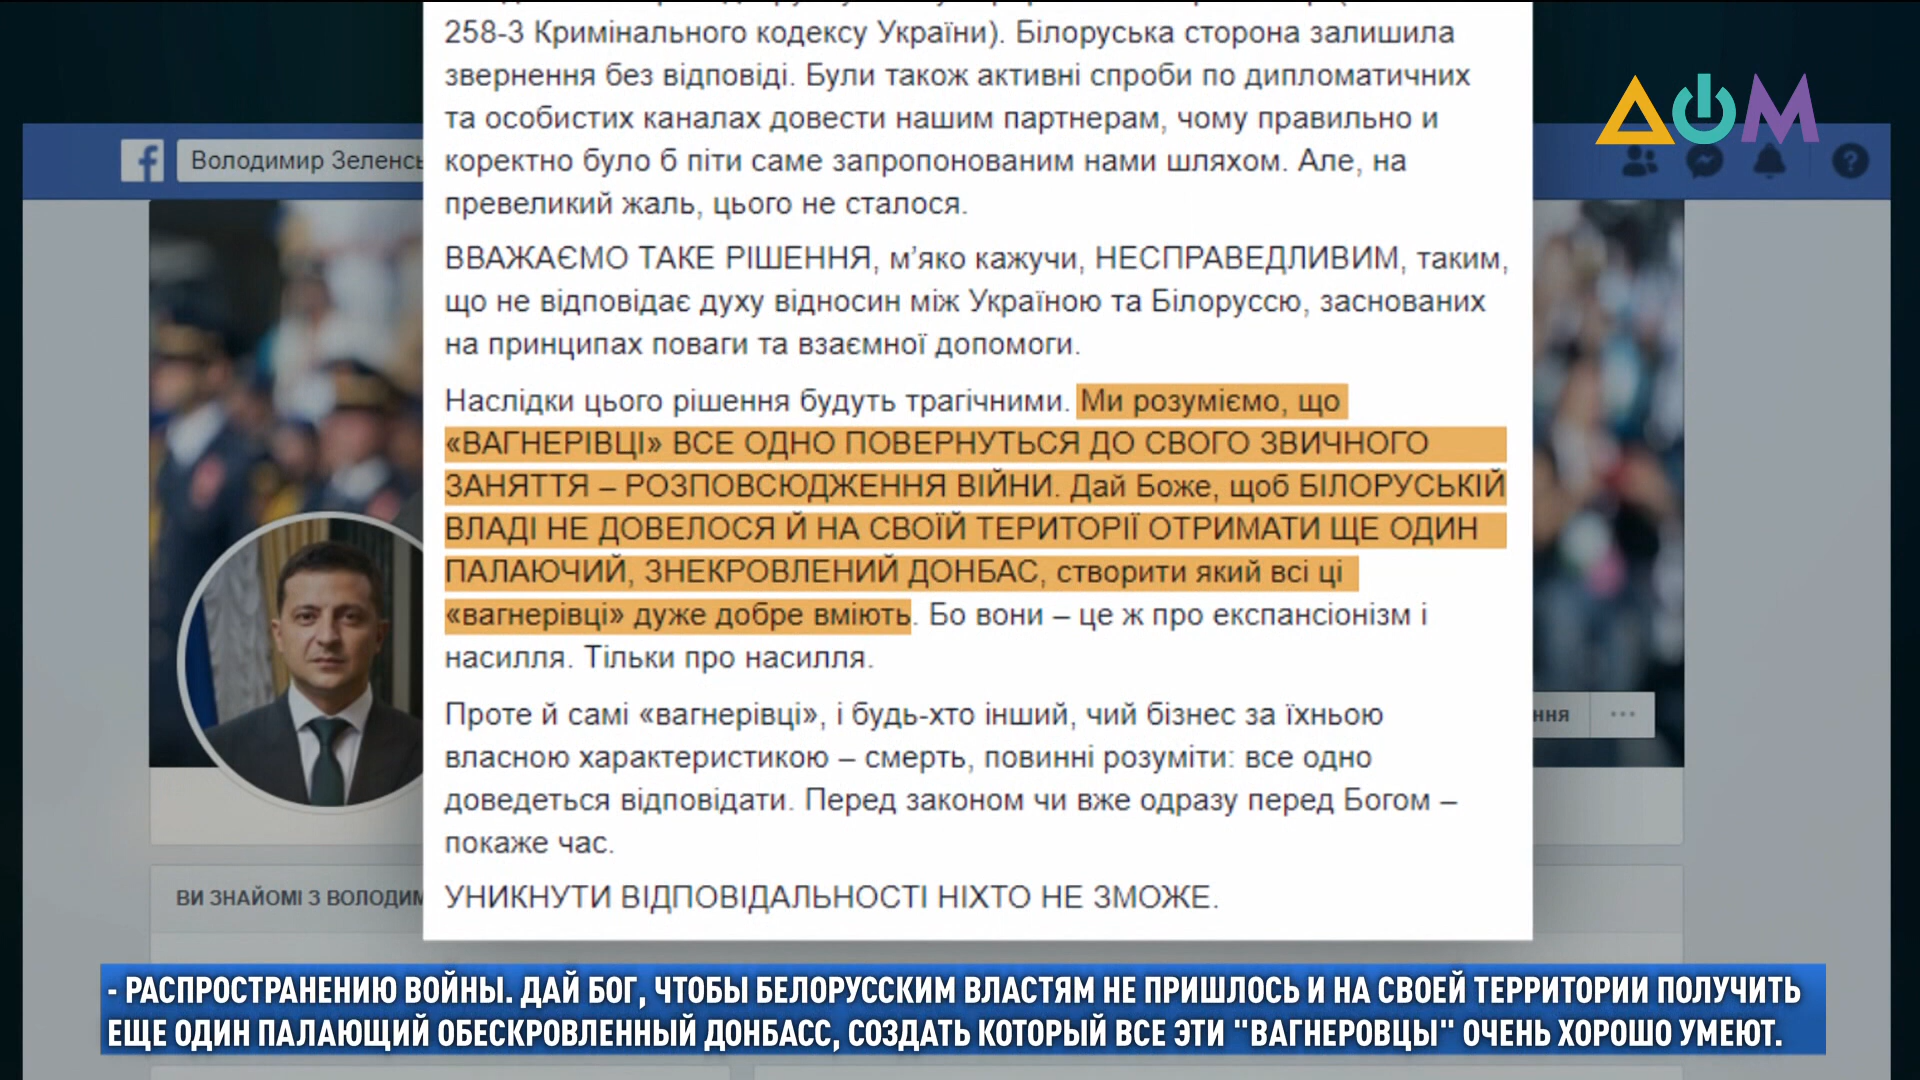 258-3 Кримінального кодексу України). Білоруська сторона залишила
звернення без відповіді. Були також активні спроби по дипломатичних
та особистих каналах довести нашим партнерам, чому правильно и
коректно було б піти саме запропонованим нами шляхом. Але, на
превеликий жаль, цього не сталося.
ДОМ
Володимир Зеленсь
ВВАЖАЄМО ТАКЕ РІШЕННЯ, м’яко кажучи, НЕСПРАВЕДЛИВИМ, таким,
що не відповідає духу відносин між Україною та Білоруссю, заснованих
на принципах поваги та взаємної допомоги.
Наслідки цього рішення будуть трагічними. Ми розуміємо, що
«ВАГНЕРІВЦІ» ВСЕ ОДНО ПОВЕРНУТЬСЯ ДО СВОГО ЗВИЧНОГО
ЗАНЯТТЯ – РОЗПОВСЮДЖЕННЯ ВІЙНИ. Дай Боже, щоб БІЛОРУСЬКІЙ
ВЛАДІ НЕ ДОВЕЛОСЯ Й НА СВОЇЙ ТЕРИТОРІЇ ОТРИМАТИ ЩЕ ОДИН
ПАЛАЮЧИЙ, ЗНЕКРОВЛЕНИЙ ДОНБАС, створити який всі ці
«вагнерівці» дуже добре вміють. Бо вони – це ж про експансіонізм і
насилля. Тільки про насилля.
Проте й самі «вагнерівці», і будь-хто інший, чий бізнес за їхньою
власною характеристикою – смерть, повинні розуміти: все одно
доведеться відповідати. Перед законом чи вже одразу перед Богом –
покаже час.
УНИКНУТИ ВІДПОВІДАЛЬНОСТІ НІХТО НЕ ЗМОЖЕ.
ння
ВИ ЗНАЙОМІ З ВОЛОДИМ
- РАСПРОСТРАНЕНИЮ ВОЙНЫ. ДАЙ БОГ, ЧТОБЫ БЕЛОРУССКИМ ВЛАСТЯМ НЕ ПРИШЛОСЬ И НА СВОЕЙ ТЕРРИТОРИИ ПОЛУЧИТЬ
ЕЩЕ ОДИН ПАЛАЮЩИЙ ОБЕСКРОВЛЕННЫЙ ДОНБАСС, СОЗДАТЬ КОТОРЫЙ ВСЕ ЭТИ "ВАГНЕРОВЦЫ" ОЧЕНЬ ХОРОШО УМЕЮТ.